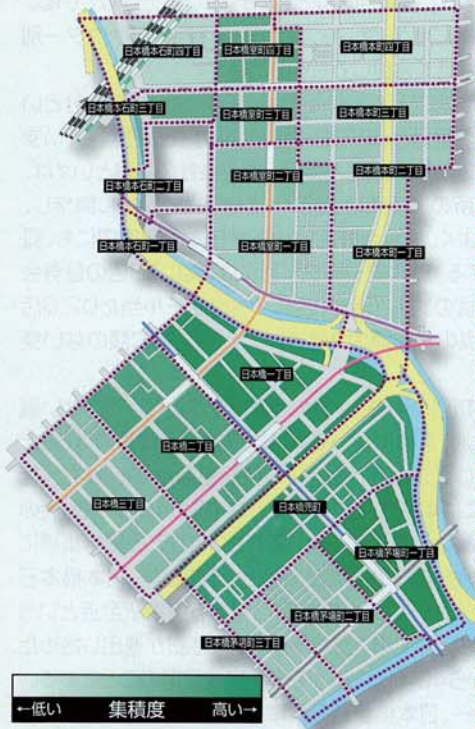 日本橋本石町四丁目
日本橋室町四丁目
日本橋本町四丁目
日本橋本石町三丁目
日本橋室町三丁目
日本橋本町三丁目
日本橋本石町二丁目
日本橋室町二丁目
日本橋本町二丁目
日本橋本石町一丁目
日本橋室町一丁目
日本橋本町一丁目
日本橋一丁目
日本橋二丁目
日本橋三丁目
日本橋兜町
日本橋茅場町一丁目
日本橋茅場町二丁目
日本橋茅場町三丁目
←低い 集積度 高い→